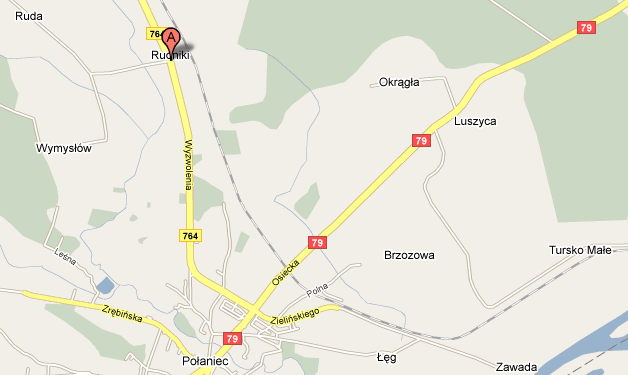 Ruda
764
79
A
Rudniki
Okrągła
Luszyca
79
Wymysłów
Wyzwolenia
764
79
Leśna
Brzozowa
Tursko Małe
Osiecka
Polna
Zrębińska
Zielińskiego
79
Połaniec
Łęg
Zawada